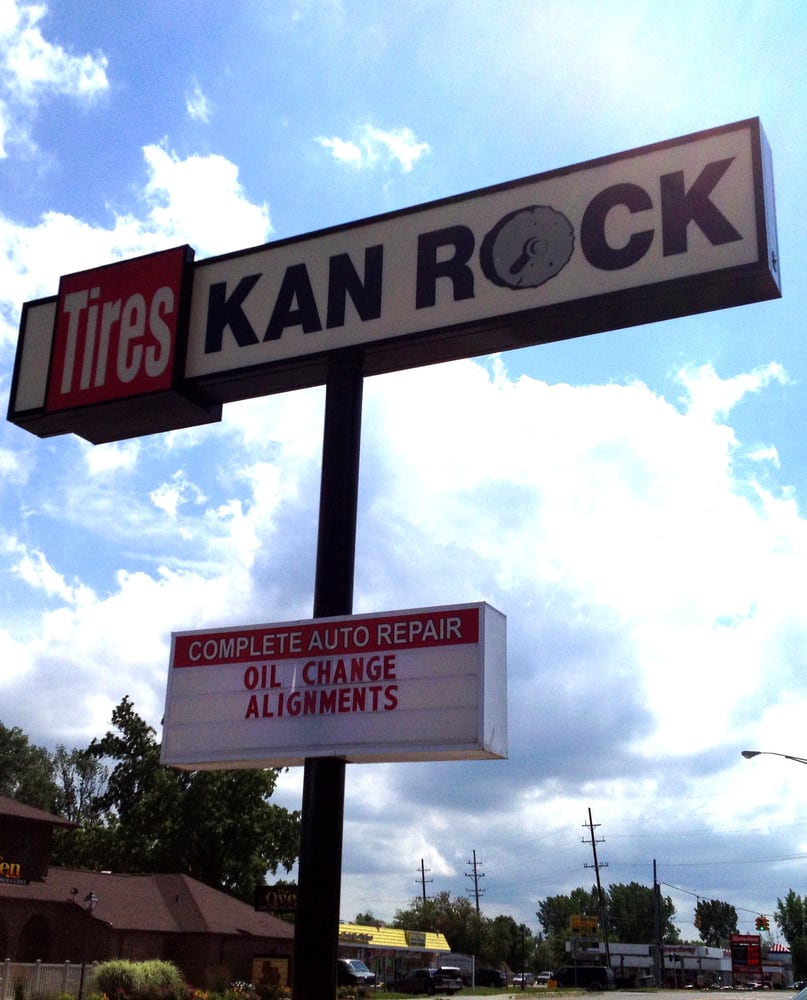 Tires KAN ROCK
COMPLETE AUTO REPAIR
OIL CHANGE
ALIGNMENTS